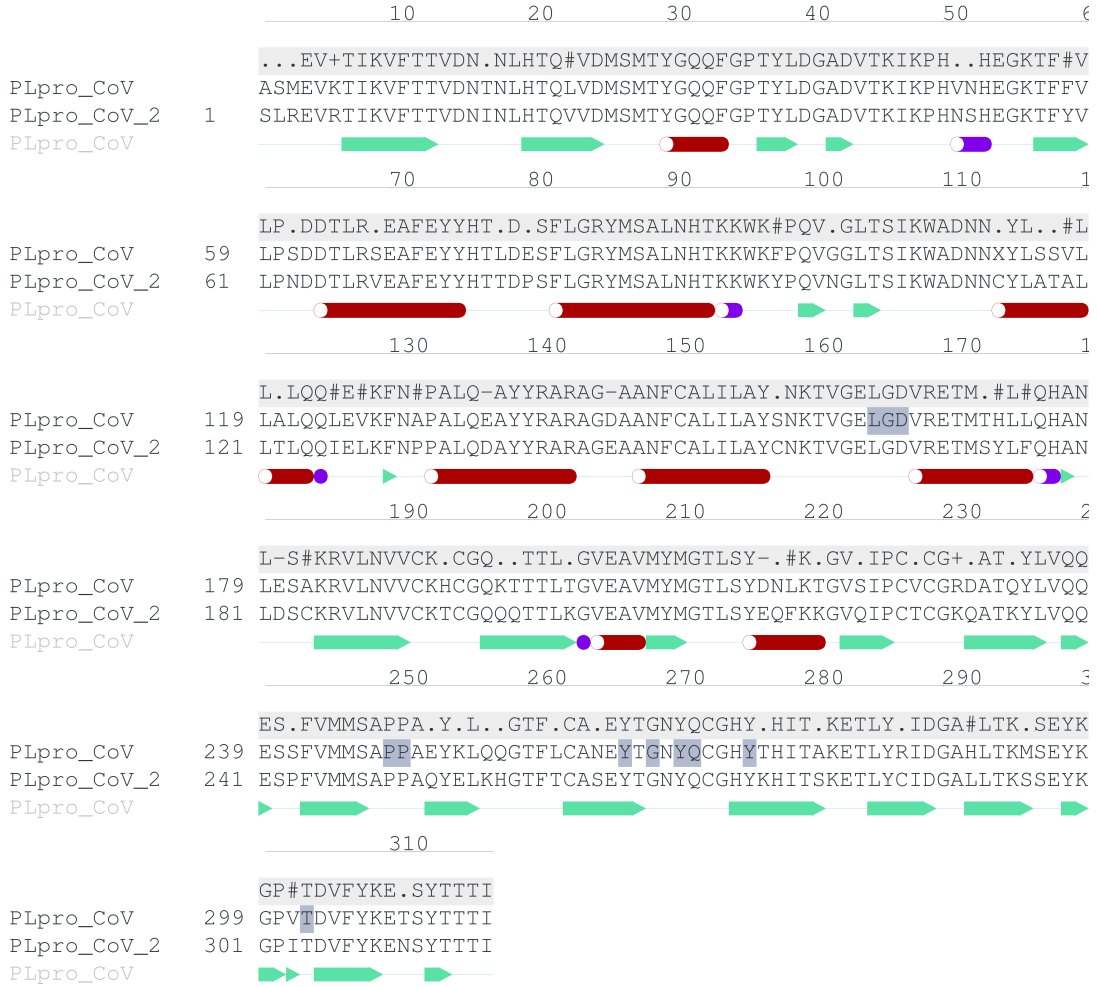 10 20 30 40 50 6
...EV+TIKVFTTVDN.NLHTQ#VDMSMTYGQQFGPTYLDGADVTKIKPH..HEGKTF#V
PLpro_CoV ASMEVKTIKVFTTVDNTNLHTQLVDMSMTYGQQFGPTYLDGADVTKIKPHVNHEGKTFFV
PLpro_CoV_2 1 SLREVRTIKVFTTVDNINLHTQVVDMSMTYGQQFGPTYLDGADVTKIKPHNSHEGKTFYV
PLpro_CoV
70 80 90 100 110 1
LP.DDTLR.EAFEYYHT.D.SFLGRYMSALNHTKKWK#PQV.GLTSIKWADNN.YL..#L
PLpro_CoV 59 LPSDDTLRSEAFEYYHTLDESFLGRYMSALNHTKKWKFPQVGGLTSIKWADNNXYLSSVL
PLpro_CoV_2 61 LPNDDTLRVEAFEYYHTTDPSFLGRYMSALNHTKKWKYPQVNGLTSIKWADNNCYLATAL
PLpro_CoV
130 140 150 160 170 1
L.LQQ#E#KFN#PALQ-AYYRARAG-AANFCALILAY.NKTVGELGDVRETM.#L#QHAN
PLpro_CoV 119 LALQQLEVKFNAPALQEAYYRARAGDAANFCALILAYSNKTVGELGDVRETMTHLLQHAN
PLpro_CoV_2 121 LTLQQIELKFNPPALQDAYYRARAGEAANFCALILAYCNKTVGELGDVRETMSYLFQHAN
PLpro_CoV
190 200 210 220 230 2
L-S#KRVLNVVCK.CGQ..TTL.GVEAVMYMGTLSY-.#K.GV.IPC.CG+.AT.YLVQQ
PLpro_CoV 179 LESAKRVLNVVCKHCGQKTTTLTGVEAVMYMGTLSYDNLKTGVSIPCVCGRDATQYLVQQ
PLpro_CoV_2 181 LDSCKRVLNVVCKTCGQQQTTLKGVEAVMYMGTLSYEQFKKGVQIPCTCGKQATKYLVQQ
PLpro_CoV
250 260 270 280 290 3
ES.FVMMSAPPA.Y.L..GTF.CA.EYTGNYQCGHY.HIT.KETLY.IDGA#LTK.SEYK
PLpro_CoV 239 ESSFVMMSAPPAEYKLQQGTFLCANEYTGNYQCGHYTHITAKETLYRIDGAHLTKMSEYK
PLpro_CoV_2 241 ESPFVMMSAPPAQYELKHGTFTCASEYTGNYQCGHYKHITSKETLYCIDGALLTKSSEYK
PLpro_CoV
310
GP#TDVFYKE.SYTTTI
PLpro_CoV 299 GPVTDVFYKETSYTTTI
PLpro_CoV_2 301 GPITDVFYKENSYTTTI
PLpro_CoV